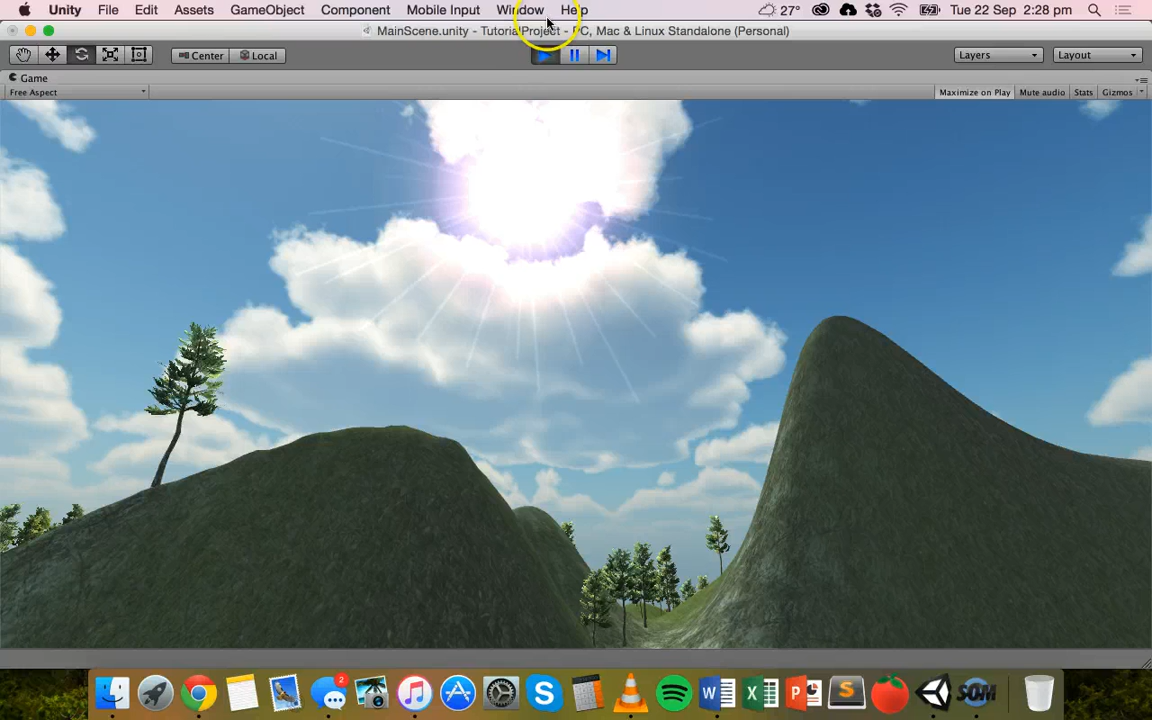 Unity File Edit Assets GameObject Component Mobile Input Window Help 27° Tue 22 Sep 2:28 pm
MainScene.unity - TutorialProject - PC, Mac & Linux Standalone (Personal)
Center Local Layers Layout
Game
Free Aspect Maximize on Play Mute audio Stats Gizmos
2
SOM